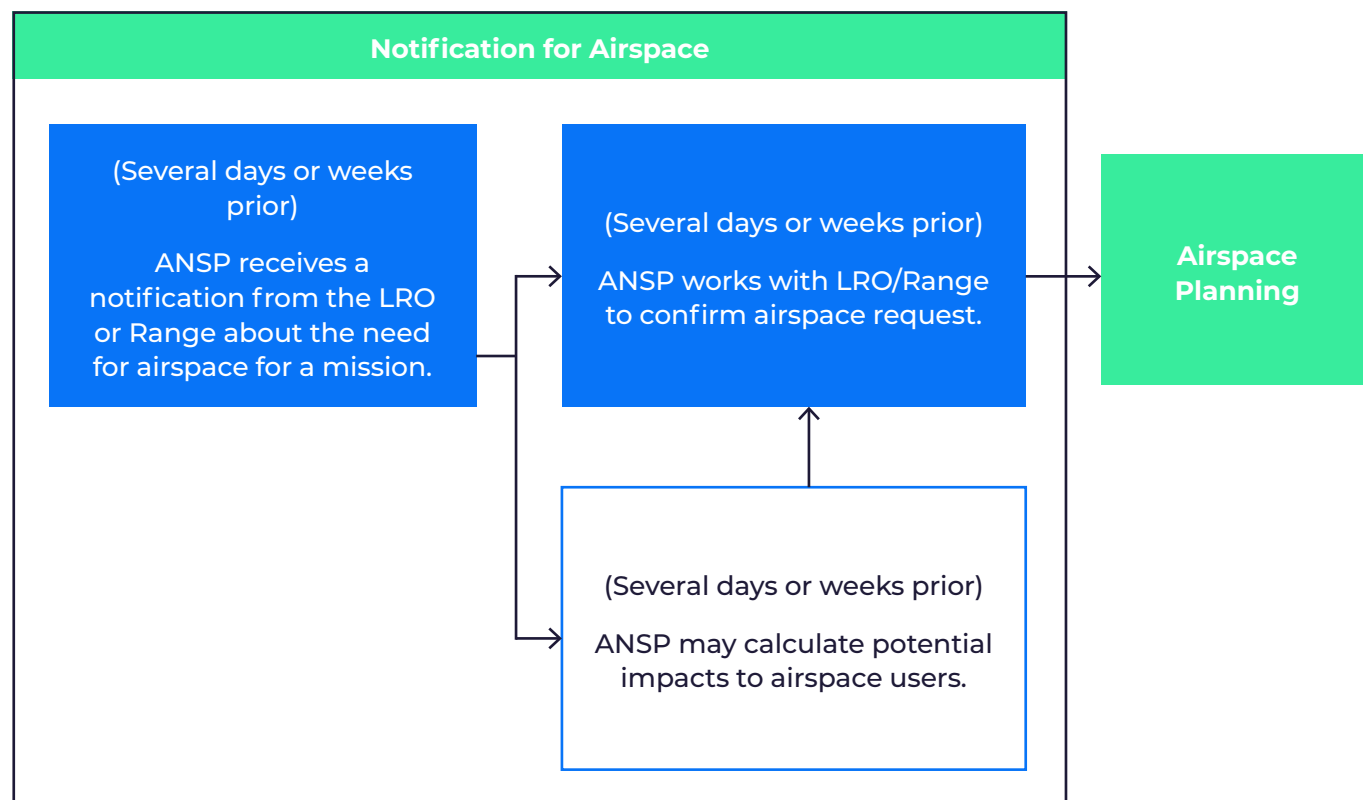 Notification for Airspace
(Several days or weeks
prior)
ANSP receives a
notification from the LRO
or Range about the need
for airspace for a mission.
(Several days or weeks prior)
ANSP works with LRO/Range
to confirm airspace request.
Airspace
Planning
(Several days or weeks prior)
ANSP may calculate potential
impacts to airspace users.